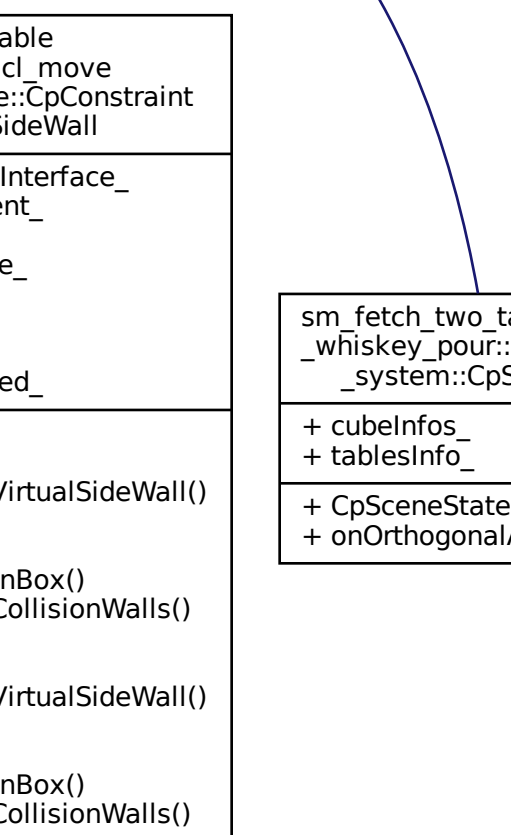 able
cl_move
e::CpConstraint
SideWall
Interface_
ent_
e_
ed_
VirtualSideWall()
nBox()
CollisionWalls()
VirtualSideWall()
nBox()
CollisionWalls()
sm_fetch_two_ta
_whiskey_pour::
_system::CpS
+ cubeInfos_
+ tablesInfo_
+ CpSceneState
+ onOrthogonalA